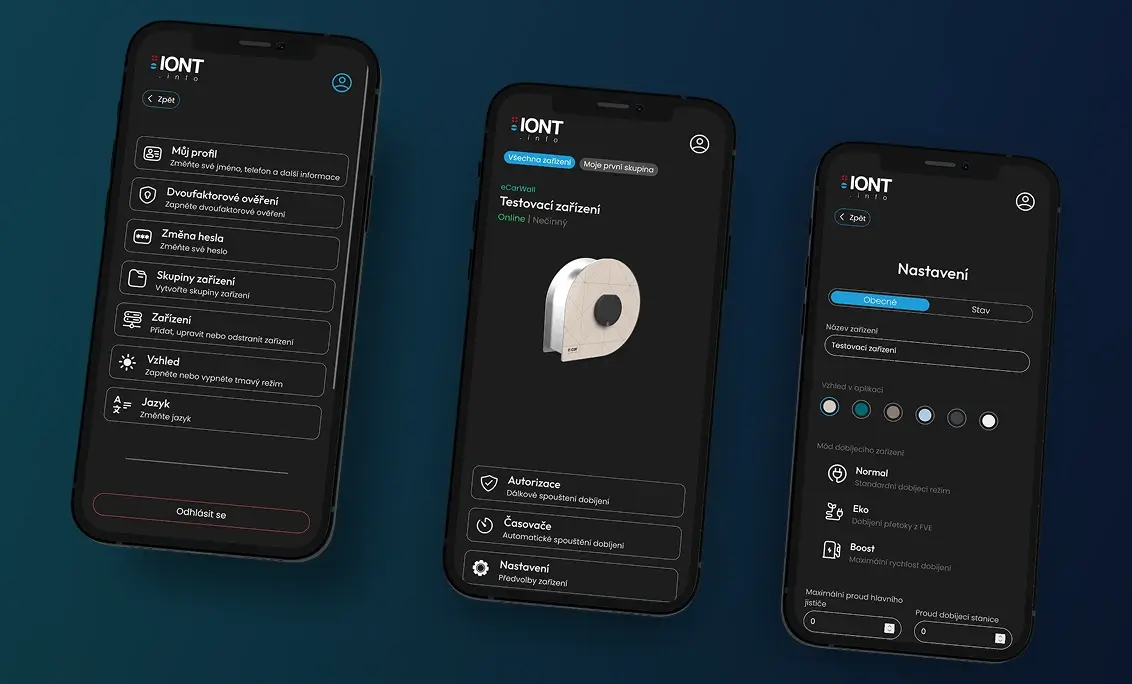 IONT
.info
Zpět
Můj profil
Změňte své jméno, telefon a další informace
Dvoufaktorové ověření
Zapněte dvoufaktorové ověření
Změna hesla
Změňte své heslo
Skupiny zařízení
Vytvořte skupiny zařízení
Zařízení
Přidat, upravit nebo odstranit zařízení
Vzhled
Zapněte nebo vypněte tmavý režim
Jazyk
Změňte jazyk
Odhlásit se
IONT
.info
Všechna zařízení
Moje první skupina
eCarWall
Testovací zařízení
Online | Nečinný
Autorizace
Dálkové spouštení dobíjení
Časovače
Automatické spouštění dobíjení
Nastavení
Předvolby zařízení
IONT
.info
Zpět
Nastavení
Obecné
Stav
Název zařízení
Testovací zařízení
Vzhled v aplikaci
Mód dobíjecího zařízení
Normal
Standardní dobíjecí režim
Eko
Dobíjení přetoky z FVE
Boost
Maximální rychlost dobíjení
Maximální proud hlavního
jističe
0
Proud dobíjecí stanice
0